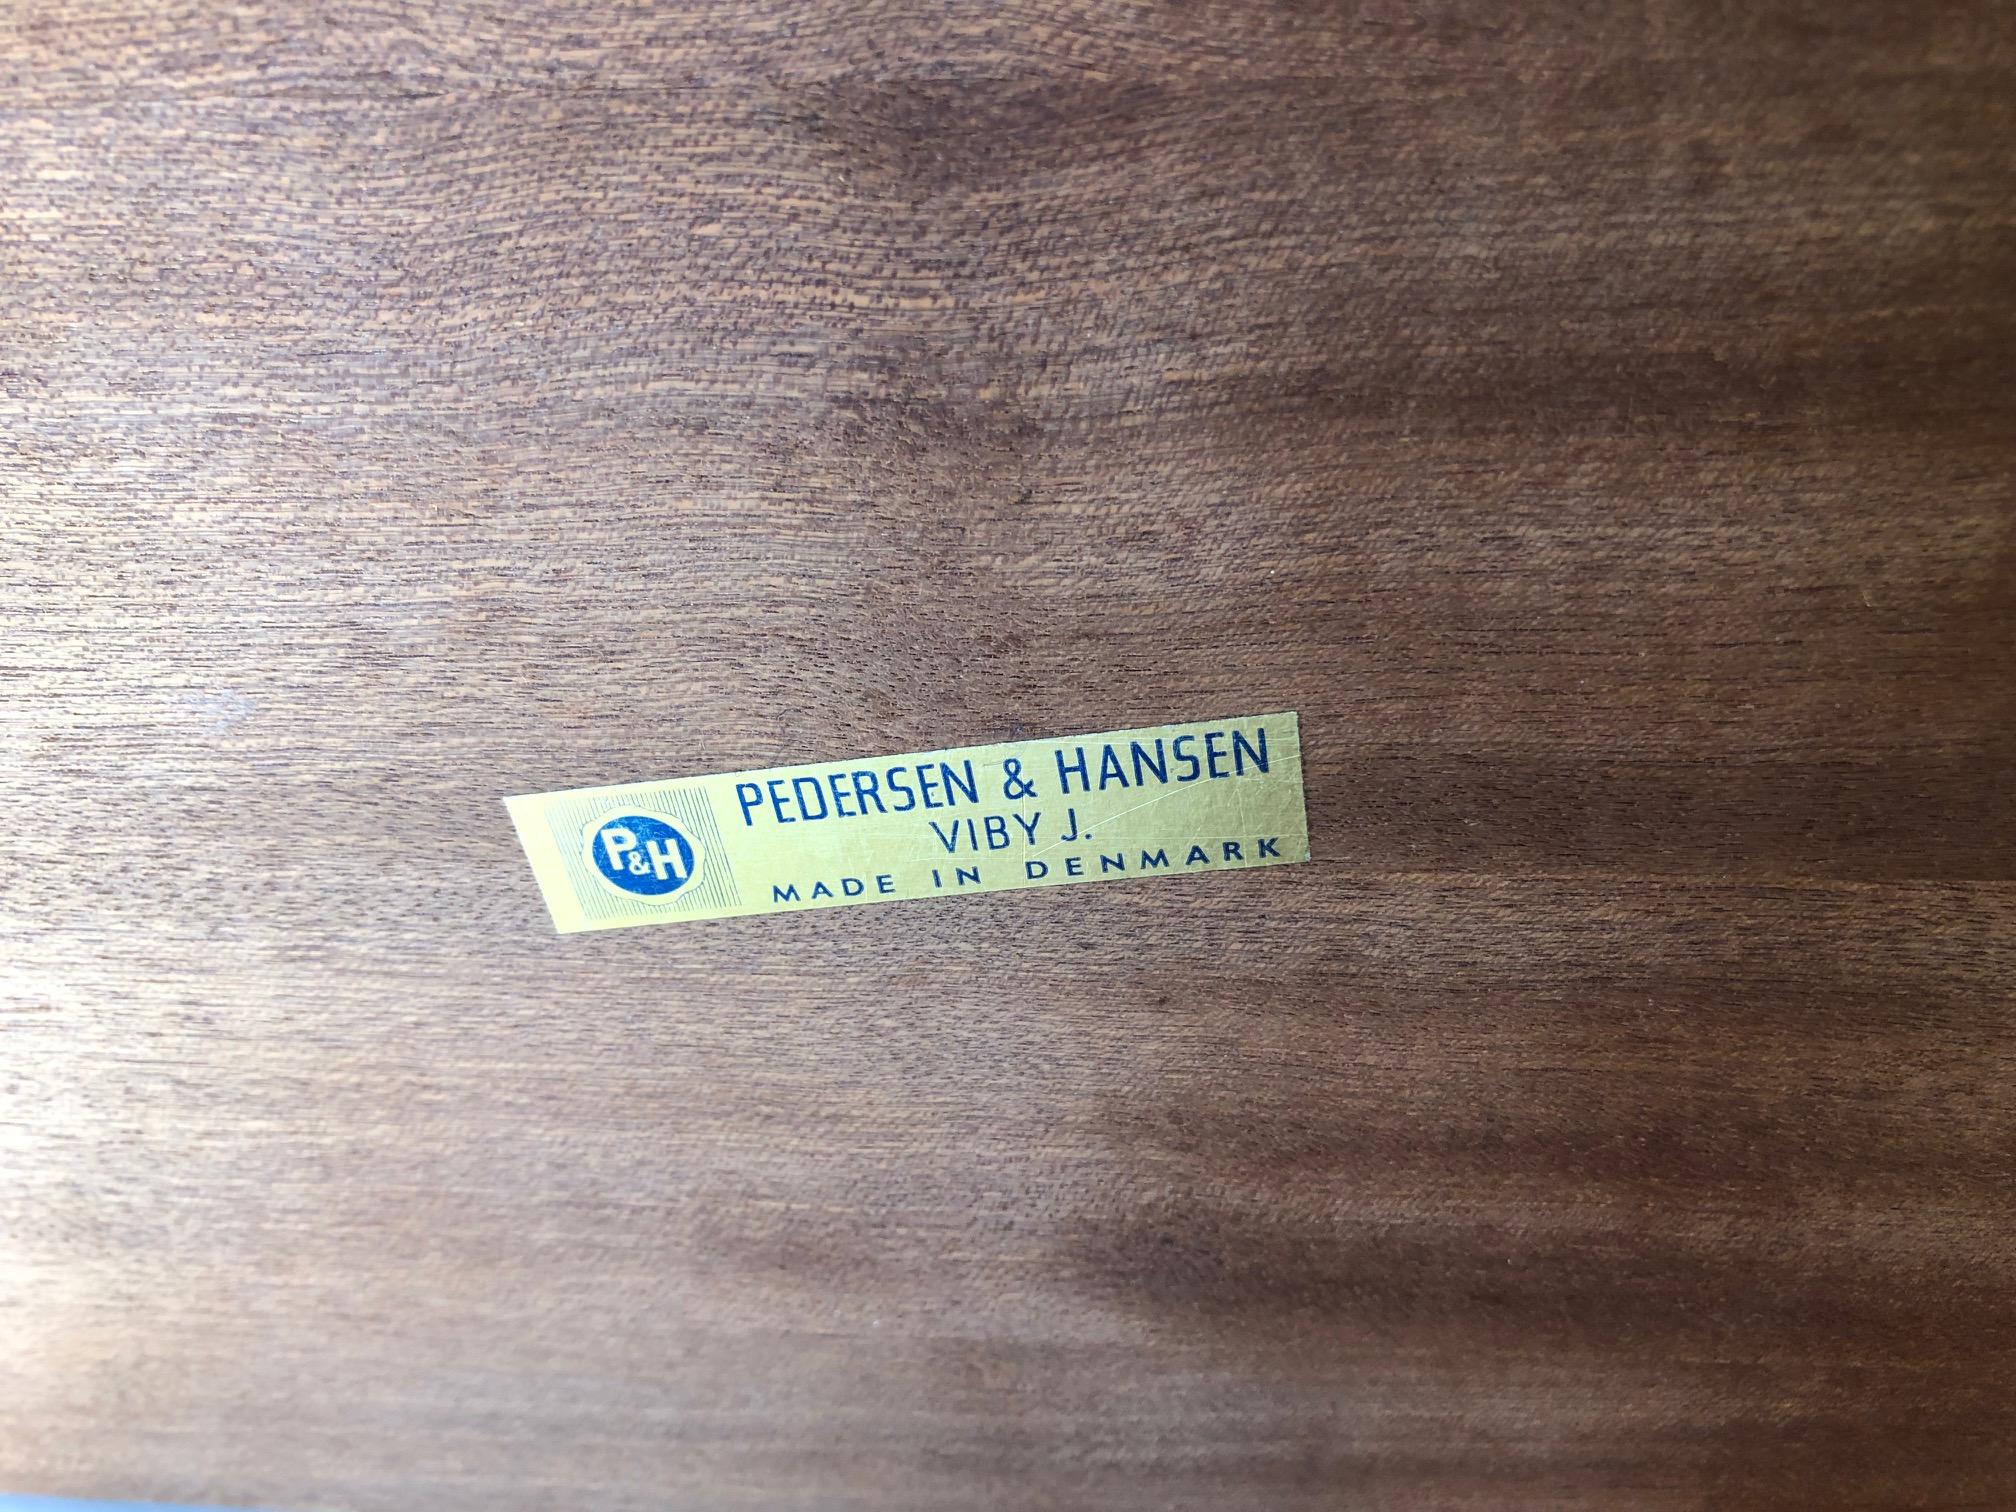 P&H
PEDERSEN & HANSEN
VIBY J.
MADE IN DENMARK